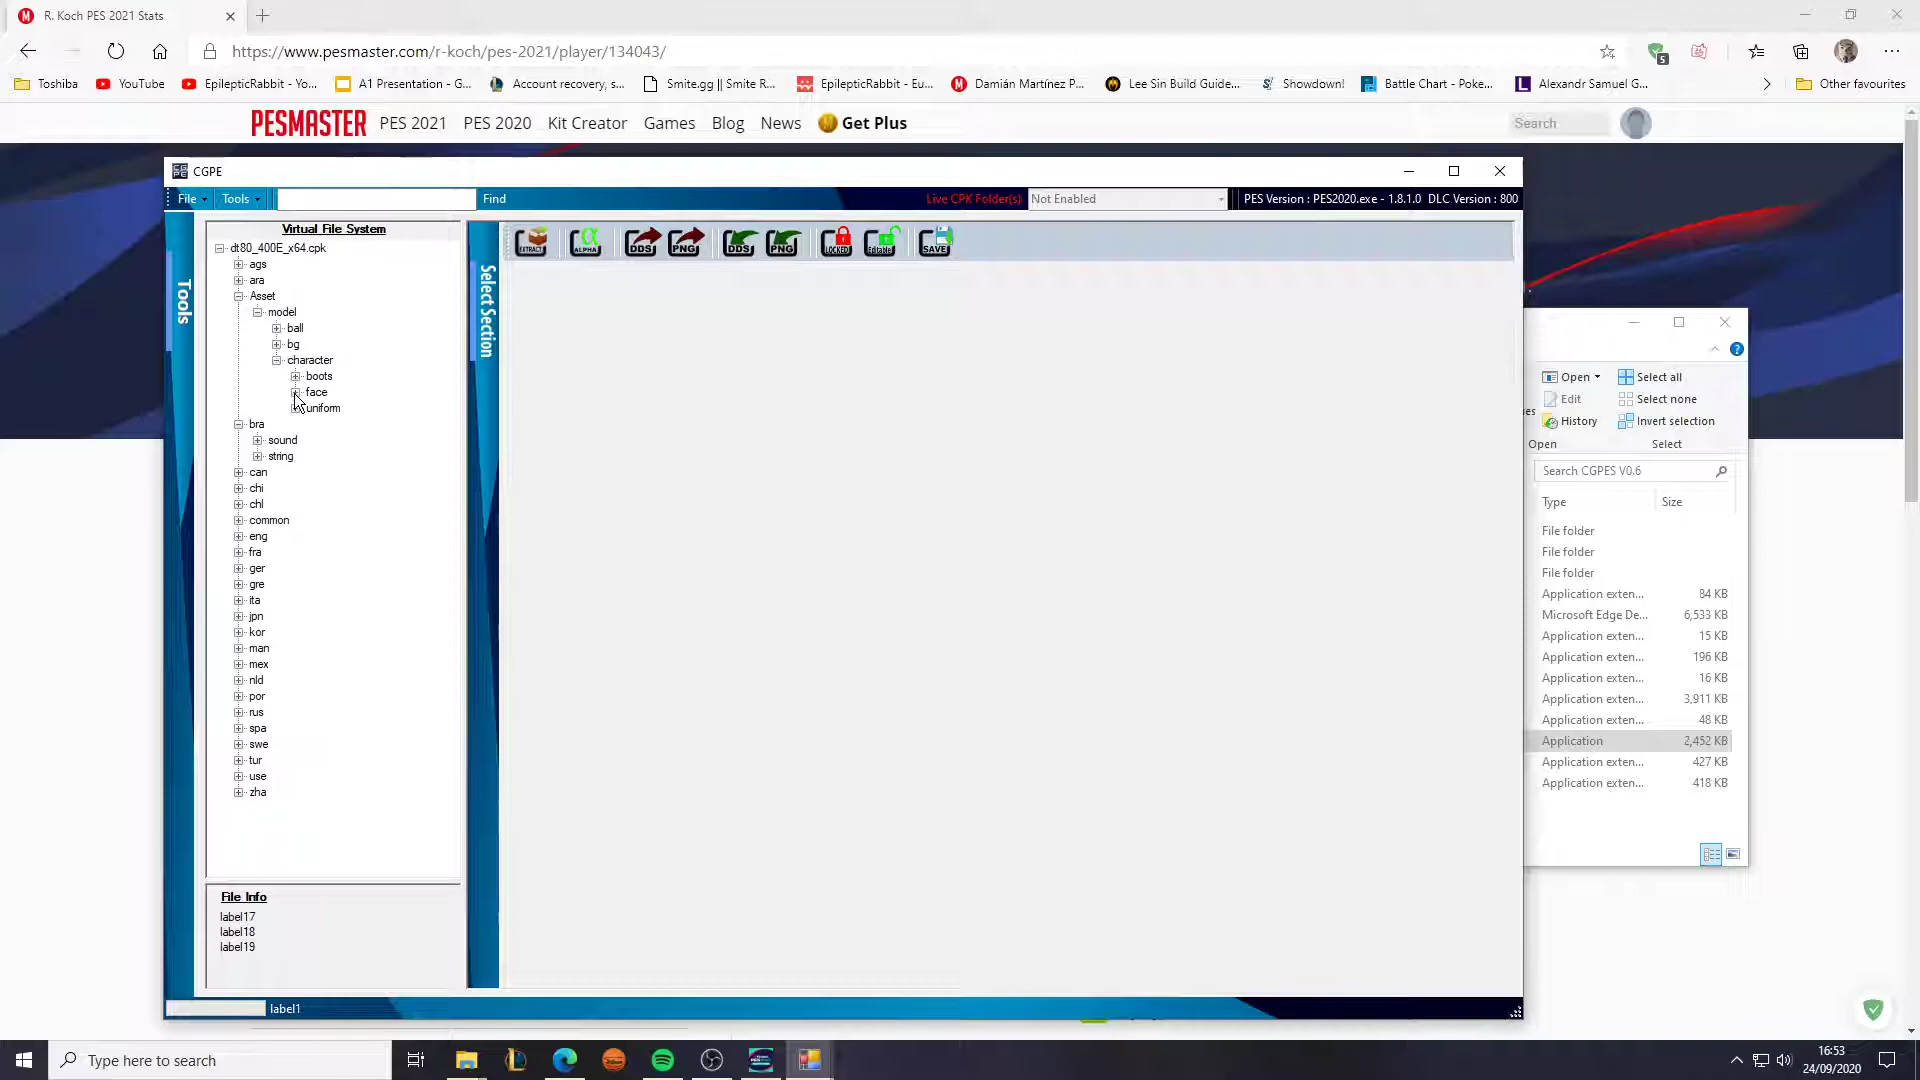 R. Koch PES 2021 Stats
https://www.pesmaster.com/r-koch/pes-2021/player/134043/
5
Toshiba
YouTube
EpilepticRabbit - Yo...
A1 Presentation - G...
Account recovery, s...
Smite.gg || Smite R...
EpilepticRabbit - Eu...
Damián Martínez P...
Lee Sin Build Guide...
Showdown!
Battle Chart - Poke...
Alexandr Samuel G...
Other favourites
PESMASTER PES 2021 PES 2020 Kit Creator Games Blog News Get Plus
Search
CGPE
File Tools Find
Live CPK Folder(s) Not Enabled
PES Version : PES2020.exe - 1.8.1.0 DLC Version : 800
Virtual File System
Tools
Select Section
EXTRACT ALPHA DDS PNG DDS PNG LOCKED Editable SAVE
dt80_400E_x64.cpk
ags
ara
Asset
model
ball
bg
character
boots
face
uniform
bra
sound
string
can
chi
chl
common
eng
fra
ger
gre
ita
jpn
kor
man
mex
nld
por
rus
spa
swe
tur
use
zha
File Info
label17
label18
label19
label1
Open Select all
Edit Select none
History Invert selection
Open Select
Search CGPES V0.6
Type Size
File folder
File folder
File folder
Application exten... 84 KB
Microsoft Edge De... 6,533 KB
Application exten... 15 KB
Application exten... 196 KB
Application exten... 16 KB
Application exten... 3,911 KB
Application exten... 48 KB
Application 2,452 KB
Application exten... 427 KB
Application exten... 418 KB
Type here to search
16:53
24/09/2020